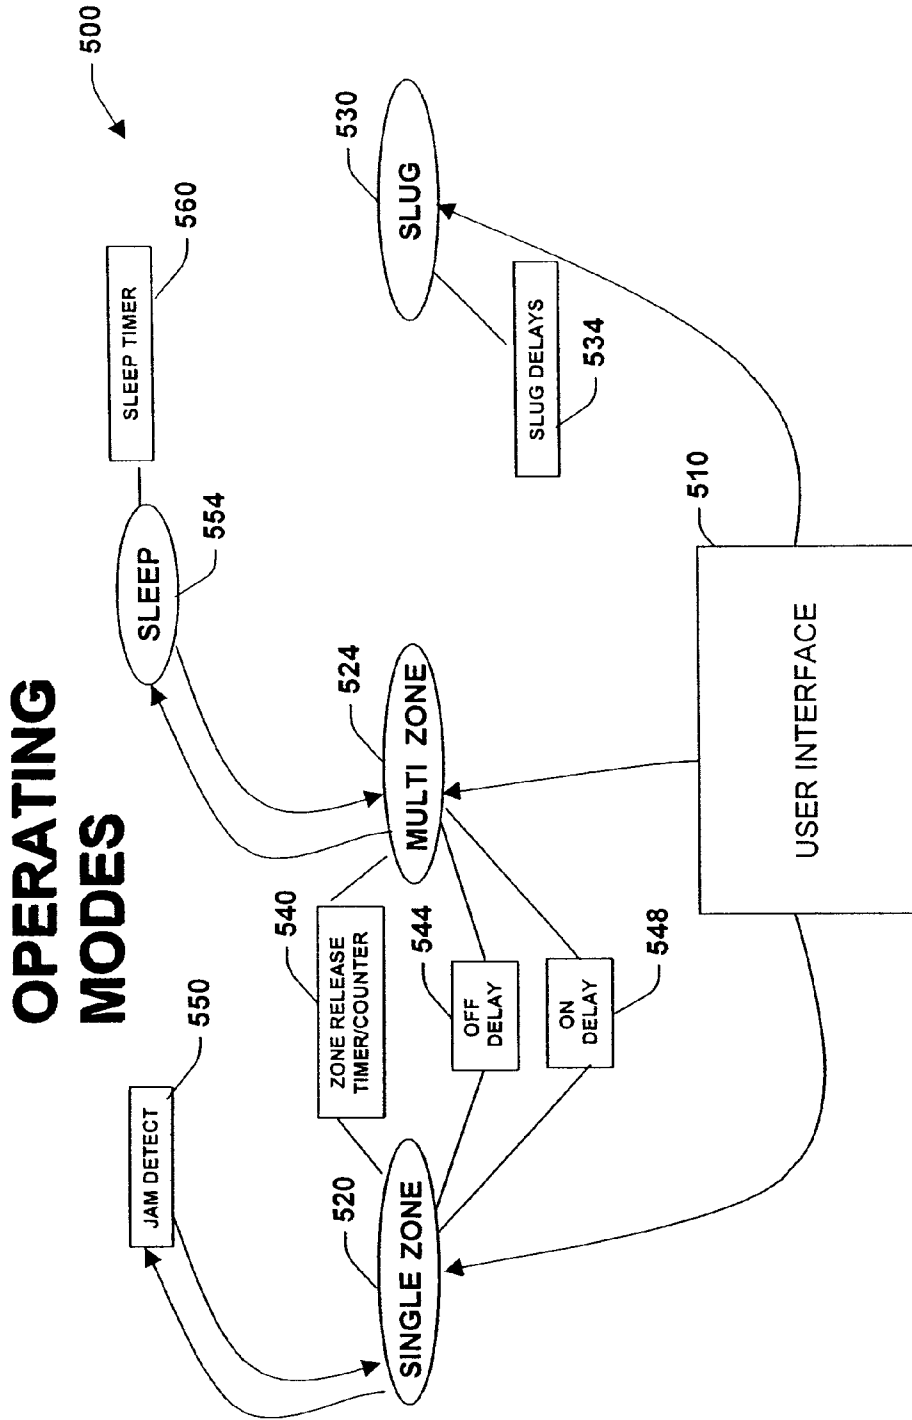 OPERATING
MODES
500
JAM DETECT
550
SLEEP
554
SLEEP TIMER
560
SINGLE ZONE
520
ZONE RELEASE
TIMER/COUNTER
540
OFF
DELAY
544
ON
DELAY
548
MULTI ZONE
524
SLUG
530
SLUG DELAYS
534
USER INTERFACE
510